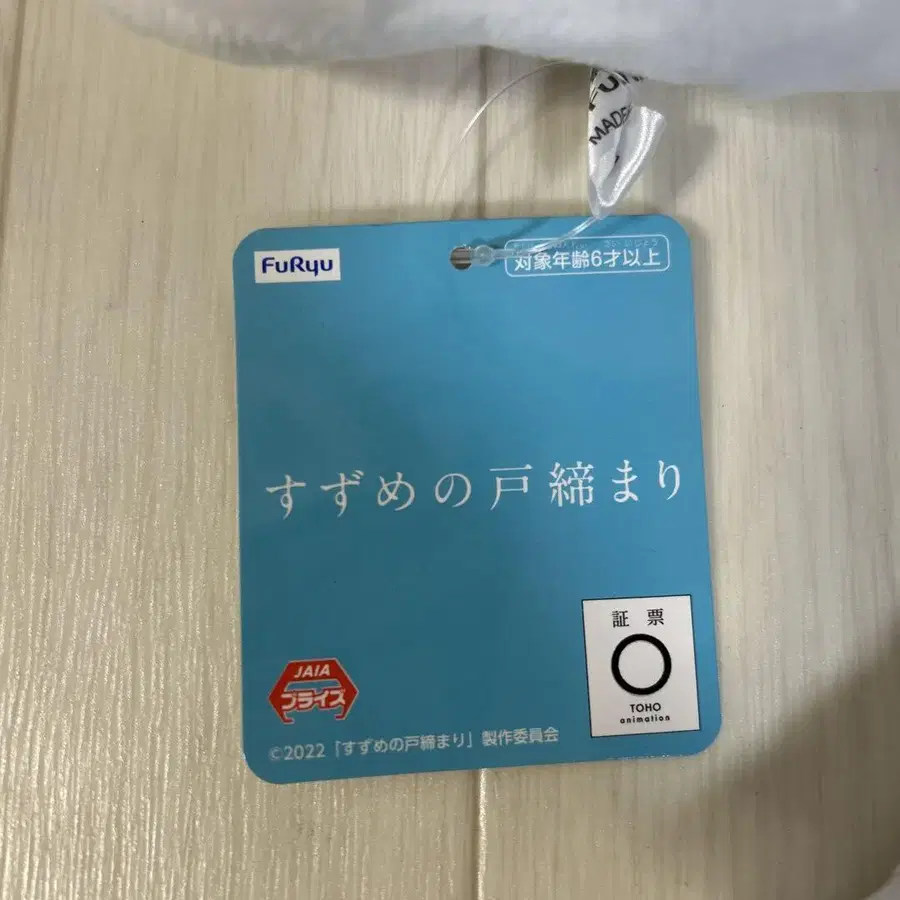 MADE
FuRyu
対象年齢6才以上
すずめの戸締まり
証票
TOHO
animation
JAIA
プライズ
©2022「すずめの戸締まり」製作委員会